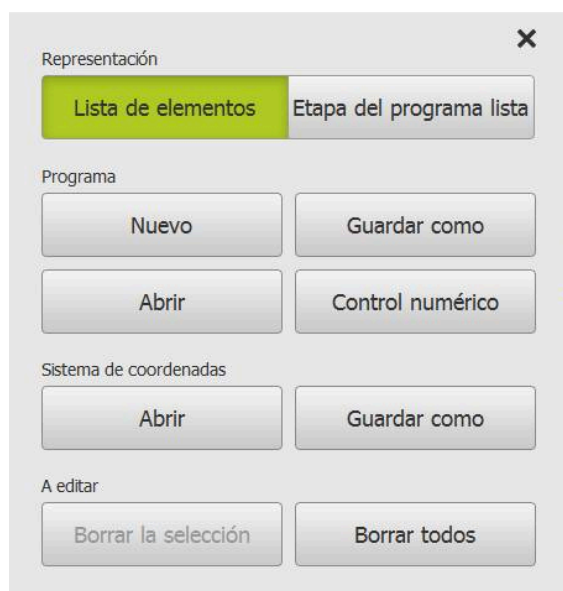 Representación
Lista de elementos Etapa del programa lista
Programa
Nuevo Guardar como
Abrir Control numérico
Sistema de coordenadas
Abrir Guardar como
A editar
Borrar la selección Borrar todos